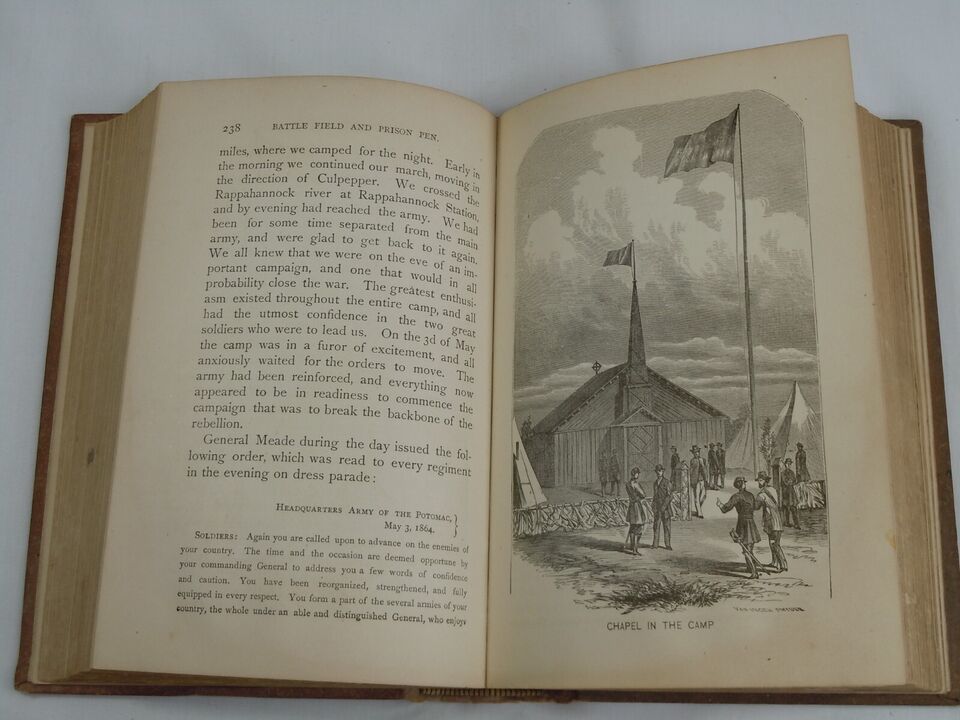 238 BATTLE FIELD AND PRISON PEN.
miles, where we camped for the night. Early in
the morning we continued our march, moving in
the direction of Culpepper. We crossed the
Rappahannock river at Rappahannock Station,
and by evening had reached the army. We had
been for some time separated from the main
army, and were glad to get back to it again.
We all knew that we were on the eve of an im-
portant campaign, and one that would in all
probability close the war. The greatest enthusi-
asm existed throughout the entire camp, and all
had the utmost confidence in the two great
soldiers who were to lead us. On the 3d of May
the camp was in a furor of excitement, and all
anxiously waited for the orders to move. The
army had been reinforced, and everything now
appeared to be in readiness to commence the
campaign that was to break the backbone of the
rebellion.
General Meade during the day issued the fol-
lowing order, which was read to every regiment
in the evening on dress parade:
HEADQUARTERS ARMY OF THE POTOMAC,
May 3, 1864.
SOLDIERS: Again you are called upon to advance on the enemies of
your country. The time and the occasion are deemed opportune by
your commanding General to address you a few words of confidence
and caution. You have been reorganized, strengthened, and fully
equipped in every respect. You form a part of the several armies of your
country, the whole under an able and distinguished General, who enjoys
CHAPEL IN THE CAMP